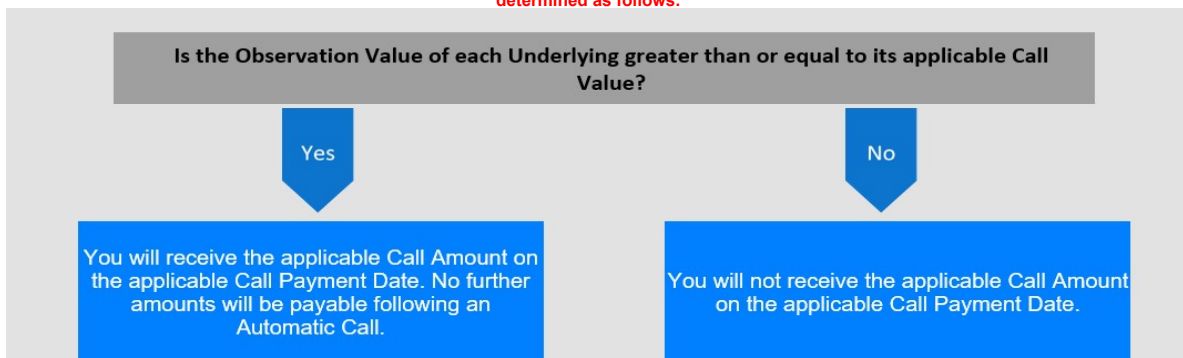 determined as follows:
Is the Observation Value of each Underlying greater than or equal to its applicable Call
Value?
Yes
No
You will receive the applicable Call Amount on
the applicable Call Payment Date. No further
amounts will be payable following an
Automatic Call.
You will not receive the applicable Call Amount
on the applicable Call Payment Date.